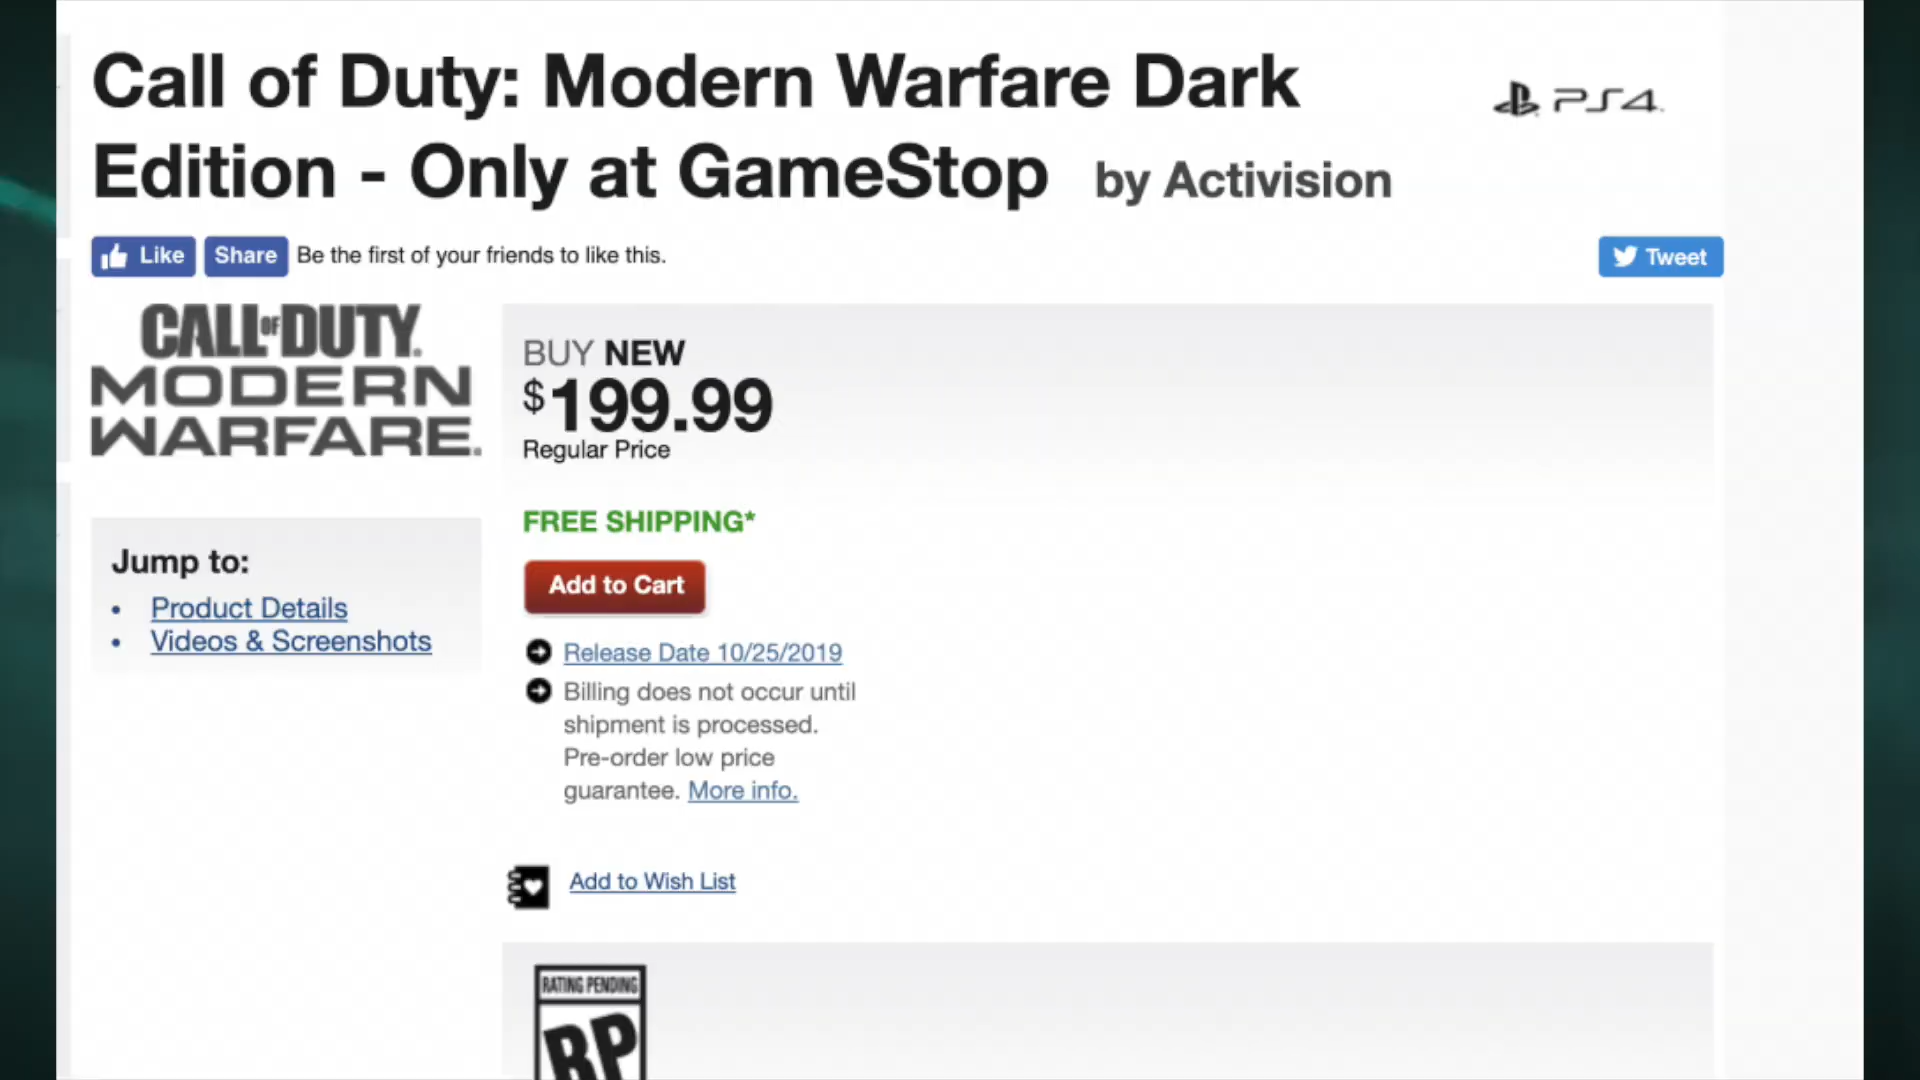 Call of Duty: Modern Warfare Dark
Edition - Only at GameStop by Activision
PS4
Like Share Be the first of your friends to like this.
Tweet
CALL OF DUTY.
MODERN
WARFARE.
Jump to:
• Product Details
• Videos & Screenshots
BUY NEW
$199.99
Regular Price
FREE SHIPPING*
Add to Cart
Release Date 10/25/2019
Billing does not occur until
shipment is processed.
Pre-order low price
guarantee. More info.
Add to Wish List
RATING PENDING
RP